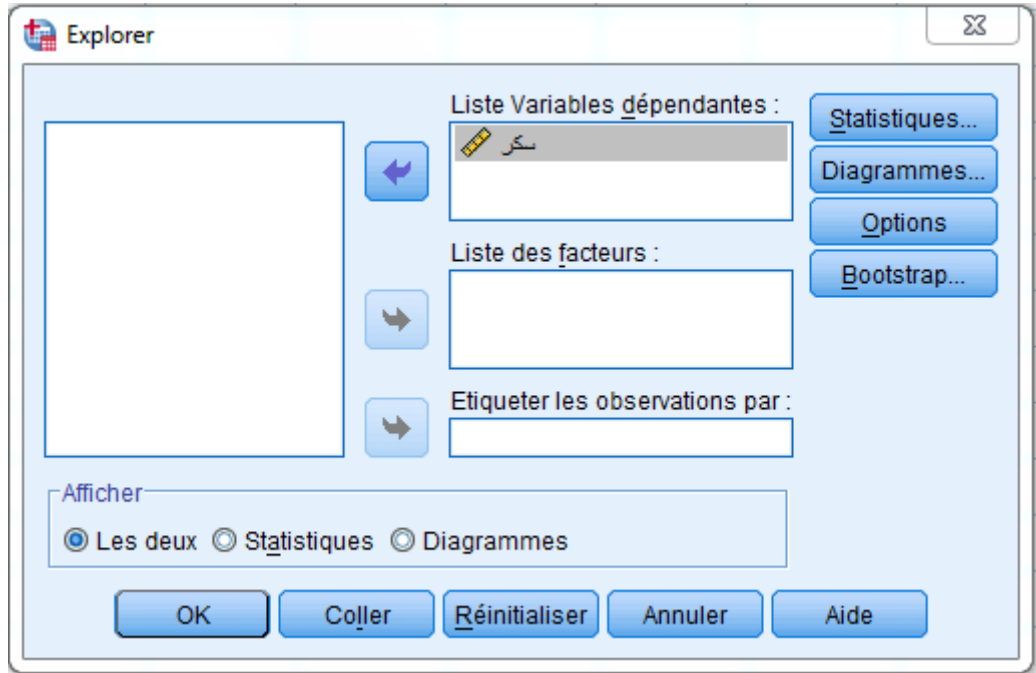 Explorer
Liste Variables dépendantes :
سكر
Statistiques...
Diagrammes...
Options
Bootstrap...
Liste des facteurs :
Etiqueter les observations par :
Afficher
Les deux Statistiques Diagrammes
OK Coller Réinitialiser Annuler Aide